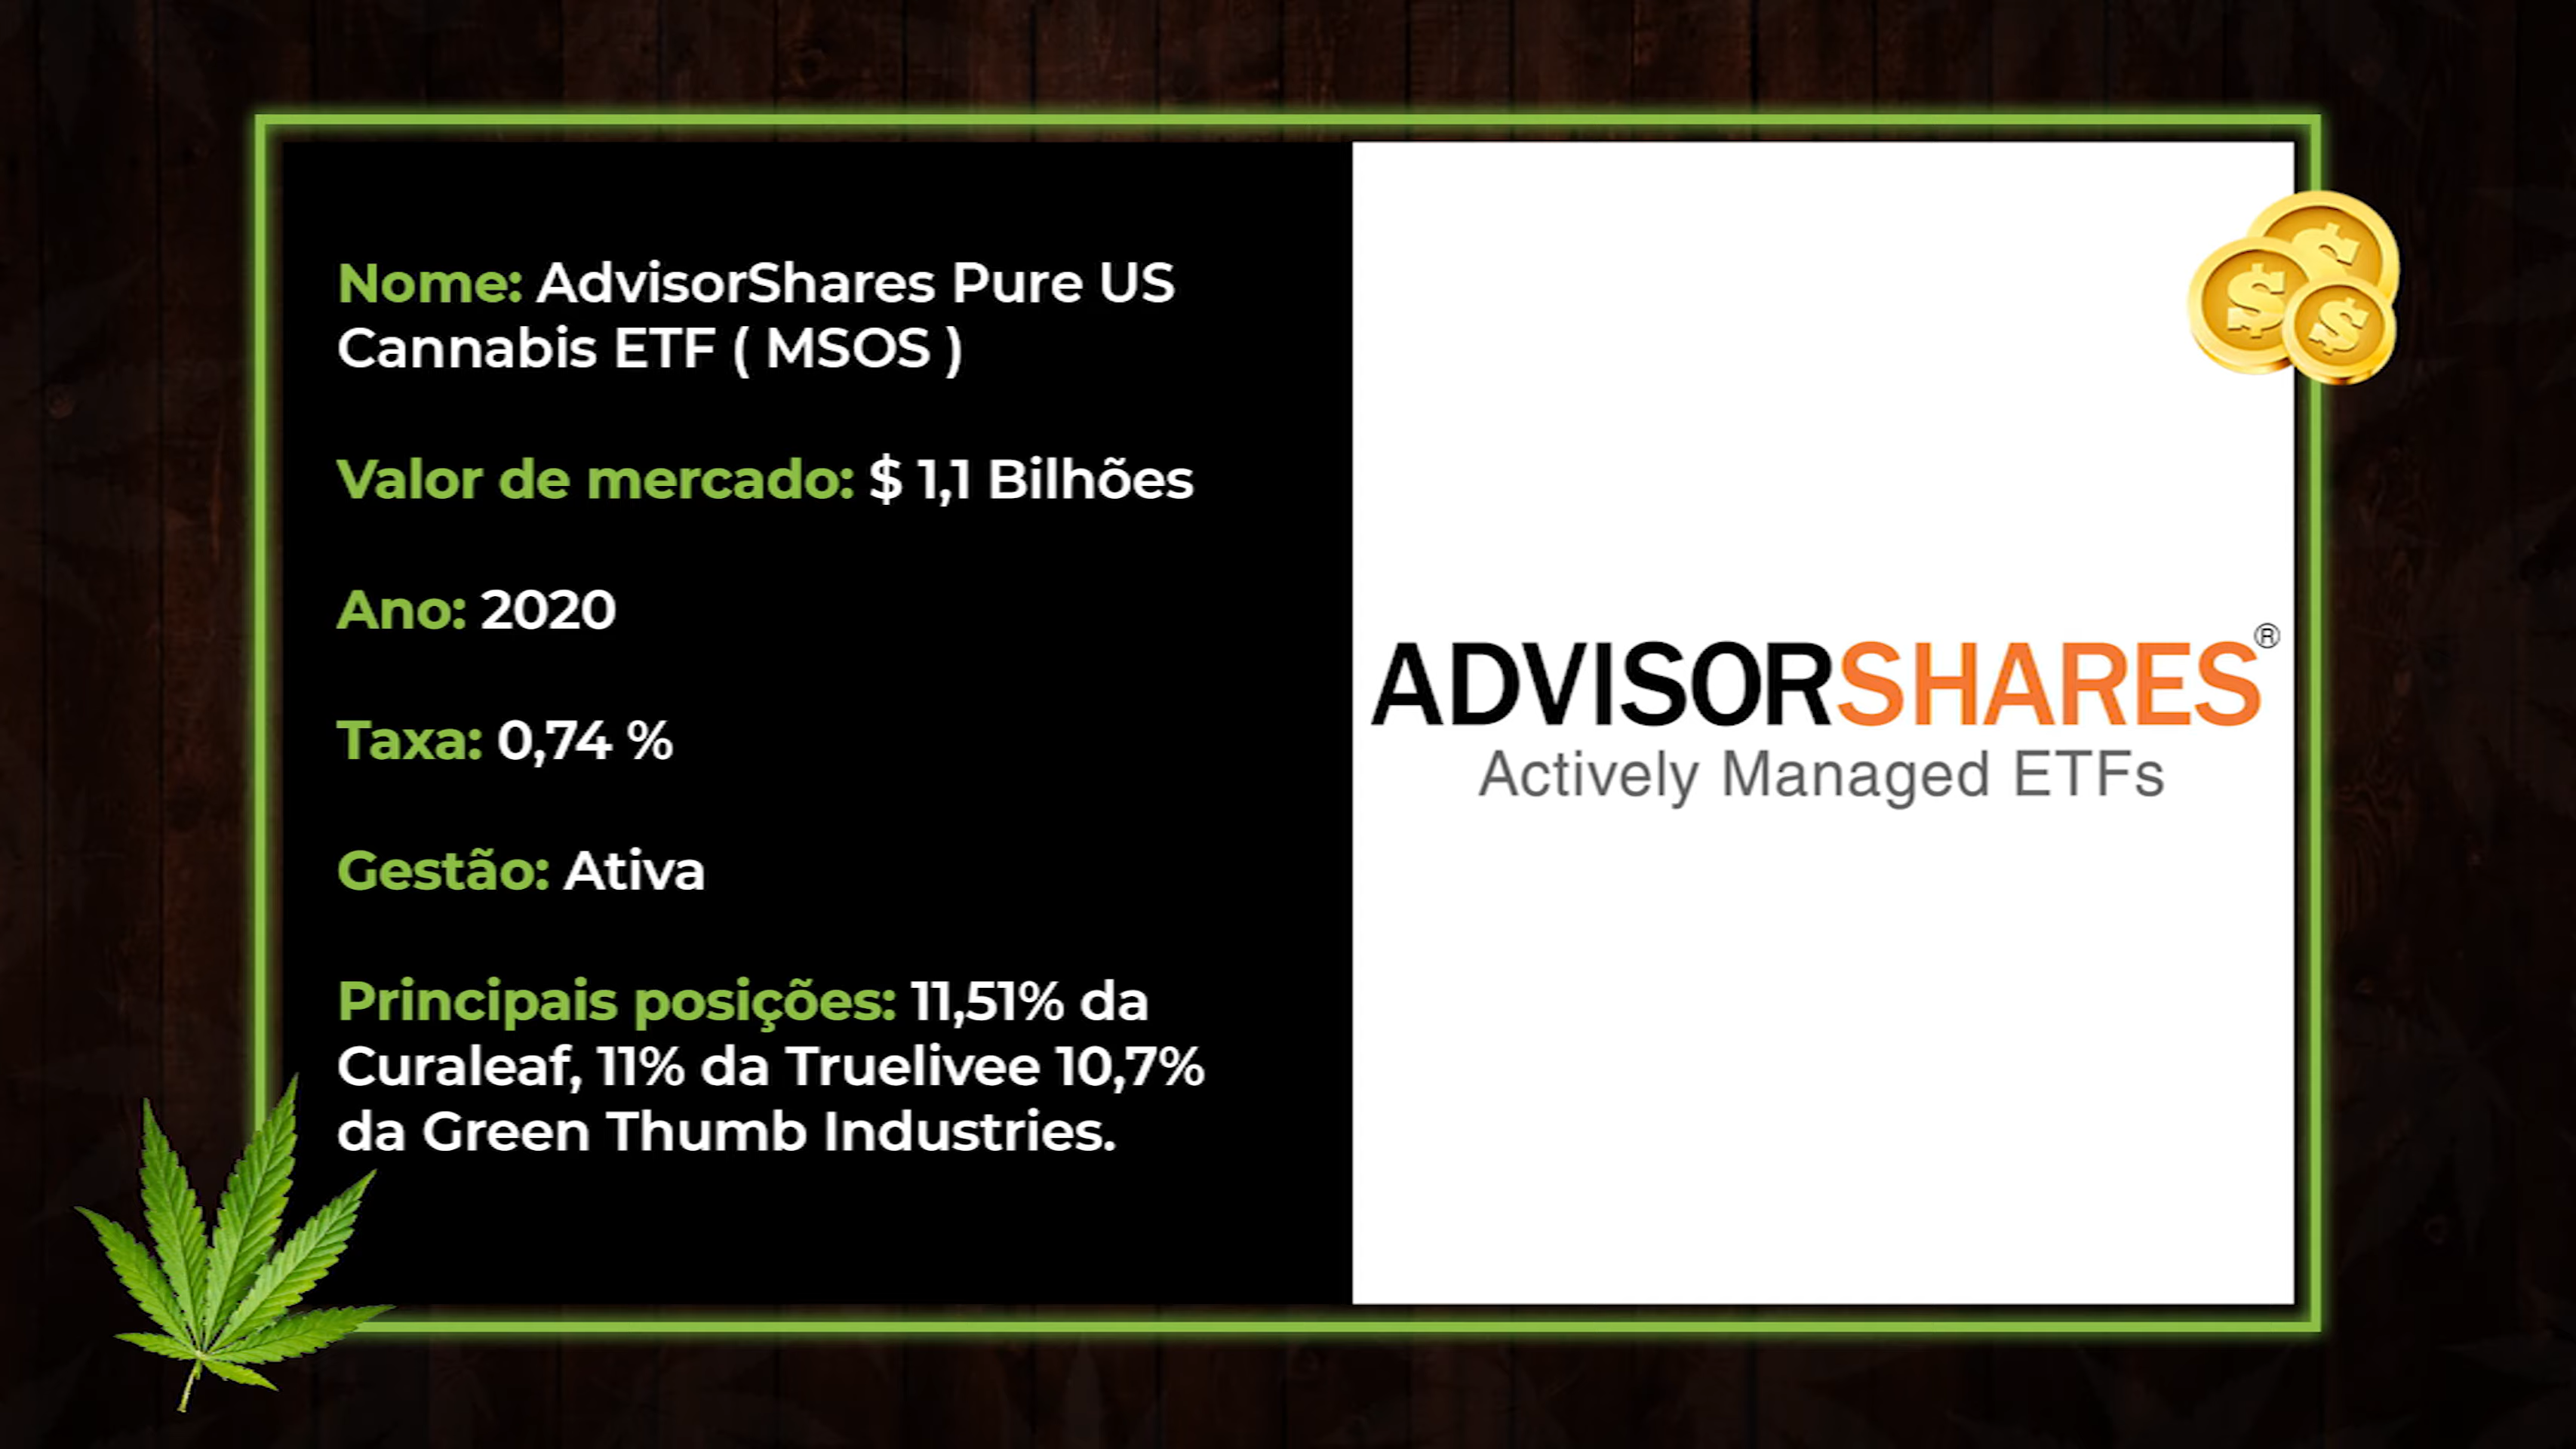 Nome: AdvisorShares Pure US
Cannabis ETF ( MSOS )
Valor de mercado: $ 1,1 Bilhões
Ano: 2020
Taxa: 0,74 %
Gestão: Ativa
Principais posições: 11,51% da
Curaleaf, 11% da Truelivee 10,7%
da Green Thumb Industries.
ADVISORSHARES®
Actively Managed ETFs